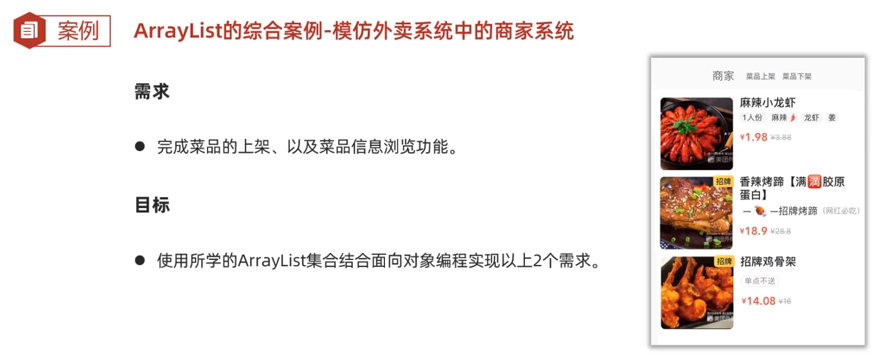 案例
ArrayList的综合案例-模仿外卖系统中的商家系统
需求
● 完成菜品的上架、以及菜品信息浏览功能。
目标
● 使用所学的ArrayList集合结合面向对象编程实现以上2个需求。
商家 菜品上架 菜品下架
麻辣小龙虾
1人份 麻辣🌶️ 龙虾 姜
¥1.98 ¥3.88
招牌
香辣烤蹄【满🈵胶原
蛋白】
— 🍖 —招牌烤蹄（网红必吃）
¥18.9 ¥28.8
招牌
招牌鸡骨架
单点不送
¥14.08 ¥16